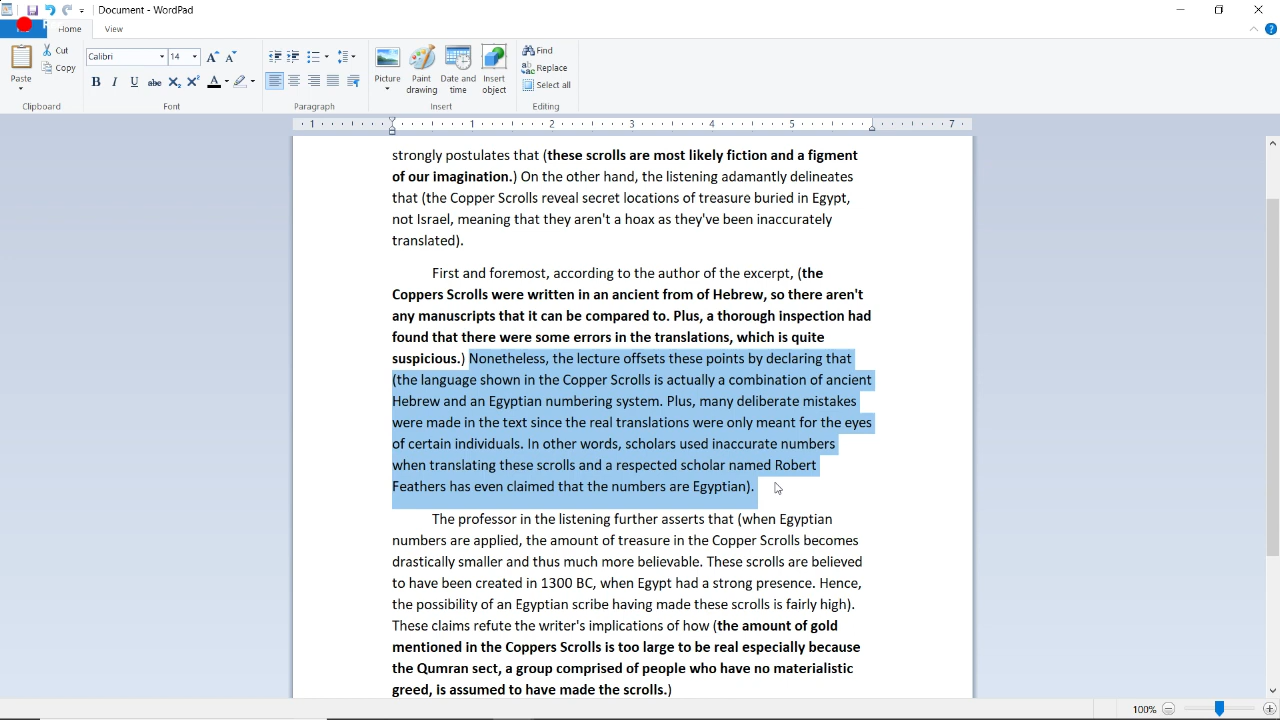 Document - WordPad
Home View
Paste
Cut
Copy
Clipboard
Calibri 14
B I U abc X₂ X² A
Font
Paragraph
Picture
Paint drawing
Date and time
Insert object
Insert
Find
Replace
Select all
Editing
1 1 2 3 4 5 7
strongly postulates that (these scrolls are most likely fiction and a figment
of our imagination.) On the other hand, the listening adamantly delineates
that (the Copper Scrolls reveal secret locations of treasure buried in Egypt,
not Israel, meaning that they aren't a hoax as they've been inaccurately
translated).
First and foremost, according to the author of the excerpt, (the
Coppers Scrolls were written in an ancient from of Hebrew, so there aren't
any manuscripts that it can be compared to. Plus, a thorough inspection had
found that there were some errors in the translations, which is quite
suspicious.) Nonetheless, the lecture offsets these points by declaring that
(the language shown in the Copper Scrolls is actually a combination of ancient
Hebrew and an Egyptian numbering system. Plus, many deliberate mistakes
were made in the text since the real translations were only meant for the eyes
of certain individuals. In other words, scholars used inaccurate numbers
when translating these scrolls and a respected scholar named Robert
Feathers has even claimed that the numbers are Egyptian).
The professor in the listening further asserts that (when Egyptian
numbers are applied, the amount of treasure in the Copper Scrolls becomes
drastically smaller and thus much more believable. These scrolls are believed
to have been created in 1300 BC, when Egypt had a strong presence. Hence,
the possibility of an Egyptian scribe having made these scrolls is fairly high).
These claims refute the writer's implications of how (the amount of gold
mentioned in the Coppers Scrolls is too large to be real especially because
the Qumran sect, a group comprised of people who have no materialistic
greed, is assumed to have made the scrolls.)
100%